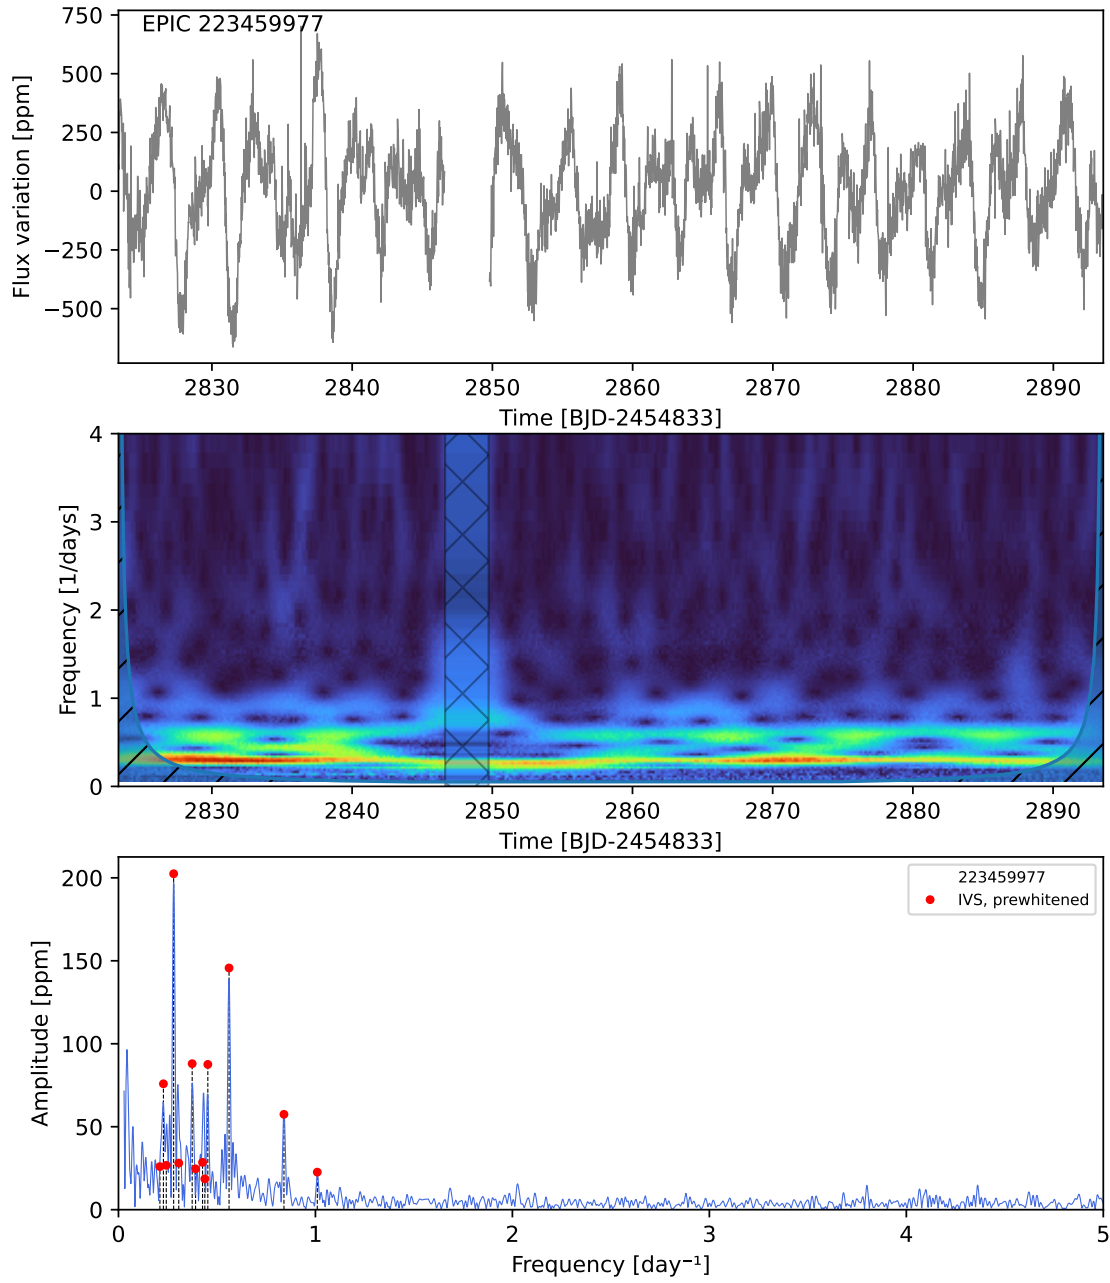 EPIC 223459977
750
500
250
0
−250
−500
Flux variation [ppm]
2830 2840 2850 2860 2870 2880 2890
Time [BJD-2454833]
4
3
2
1
0
Frequency [1/days]
2830 2840 2850 2860 2870 2880 2890
Time [BJD-2454833]
223459977
IVS, prewhitened
200
150
100
50
0
Amplitude [ppm]
0 1 2 3 4 5
Frequency [day⁻¹]